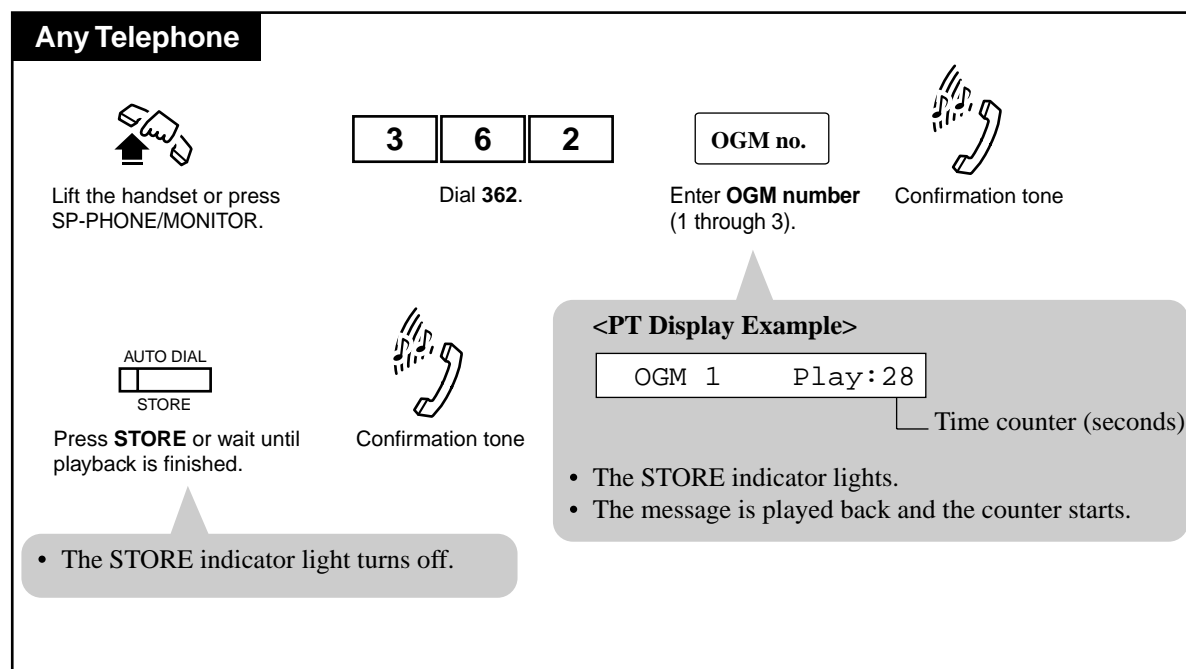 Any Telephone
3 6 2
OGM no.
Lift the handset or press
SP-PHONE/MONITOR.
Dial 362.
Enter OGM number
(1 through 3).
Confirmation tone
<PT Display Example>
OGM 1 Play:28
Time counter (seconds)
• The STORE indicator lights.
• The message is played back and the counter starts.
AUTO DIAL
STORE
Press STORE or wait until
playback is finished.
Confirmation tone
• The STORE indicator light turns off.